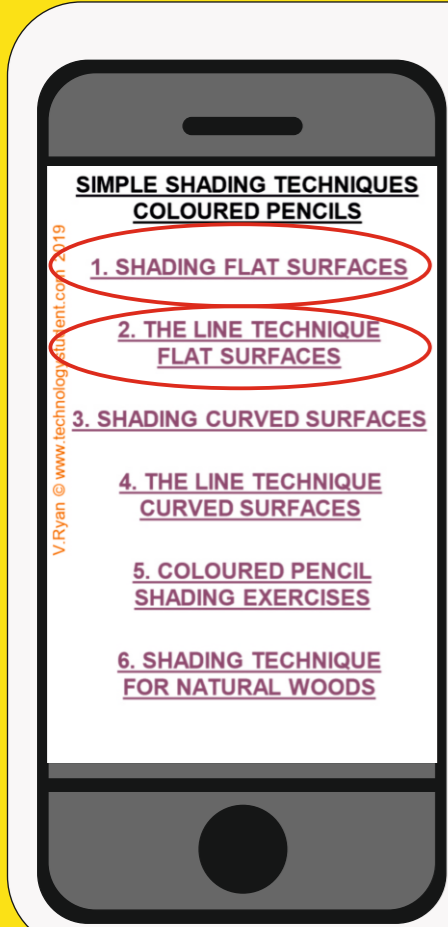 SIMPLE SHADING TECHNIQUES
COLOURED PENCILS
1. SHADING FLAT SURFACES
2. THE LINE TECHNIQUE
FLAT SURFACES
3. SHADING CURVED SURFACES
4. THE LINE TECHNIQUE
CURVED SURFACES
5. COLOURED PENCIL
SHADING EXERCISES
6. SHADING TECHNIQUE
FOR NATURAL WOODS
V.Ryan © www.technologystudent.com 2019